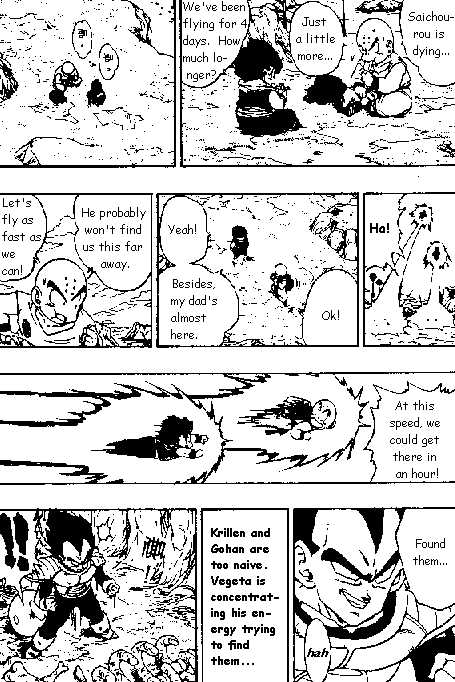 We've been
flying for 4
days. How
much lo-
nger?
Just
a little
more...
Saichou-
rou is
dying...
Let's
fly as
fast as
we
can!
He probably
won't find
us this far
away.
Yeah!
Besides,
my dad's
almost
here.
Ok!
Ha!
At this
speed, we
could get
there in
an hour!
Krillen and
Gohan are
too naive.
Vegeta is
concentrat-
ing his en-
ergy trying
to find
them...
Found
them...
hah